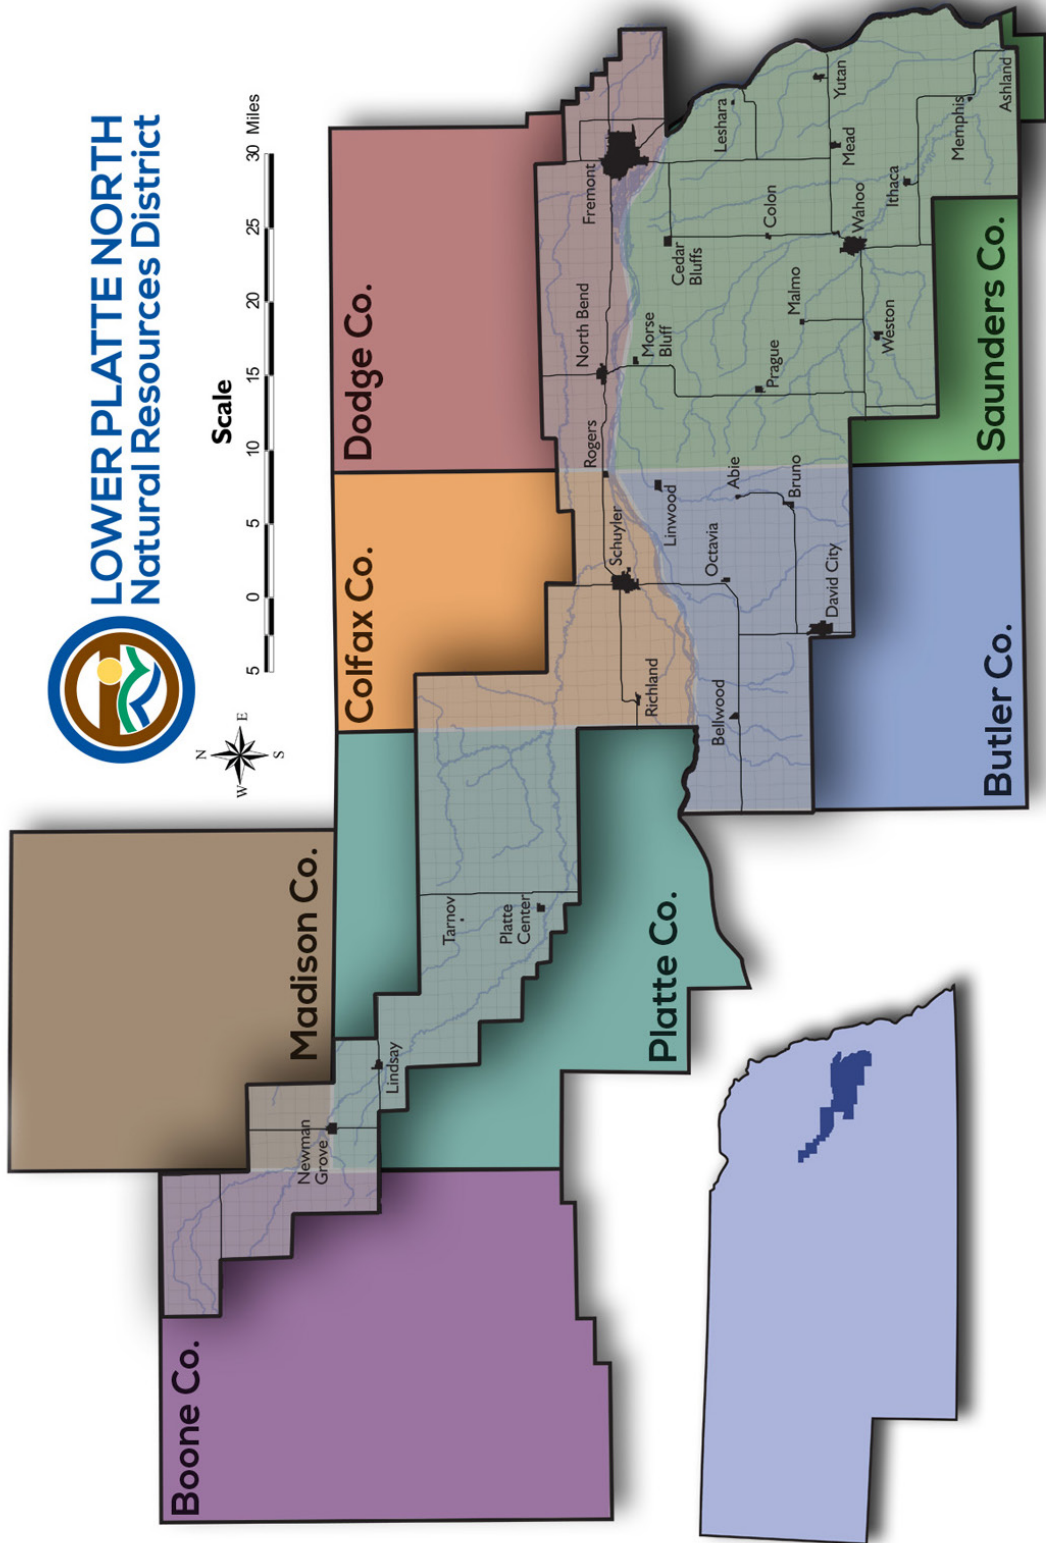 LOWER PLATTE NORTH
Natural Resources District
Scale
5 0 5 10 15 20 25 30 Miles
N
W
E
S
Madison Co.
Boone Co.
Colfax Co.
Dodge Co.
Platte Co.
Butler Co.
Saunders Co.
Newman
Grove
Lindsay
Tarnov
Platte
Center
Richland
Schuyler
Rogers
North Bend
Fremont
Bellwood
Octavia
David City
Linwood
Abie
Bruno
Morse
Bluff
Prague
Malmo
Weston
Cedar
Bluffs
Colon
Wahoo
Ithaca
Leshara
Mead
Yutan
Memphis
Ashland